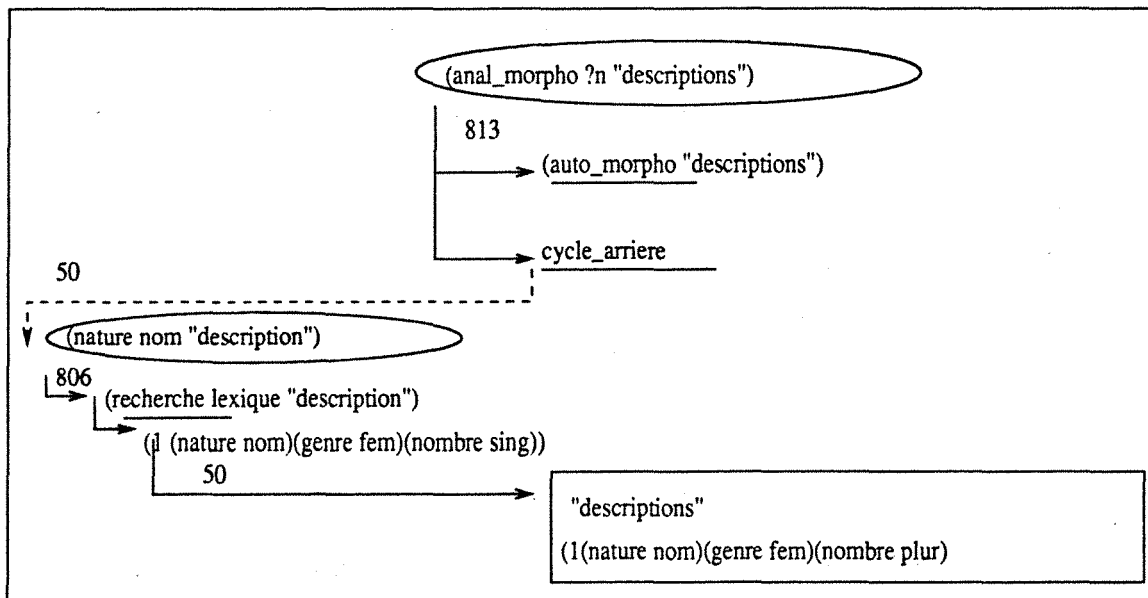 (anal_morpho ?n "descriptions")
813
(auto_morpho "descriptions")
cycle_arriere
50
(nature nom "description")
806
(recherche lexique "description")
(1 (nature nom)(genre fem)(nombre sing))
50
"descriptions"
(1(nature nom)(genre fem)(nombre plur)